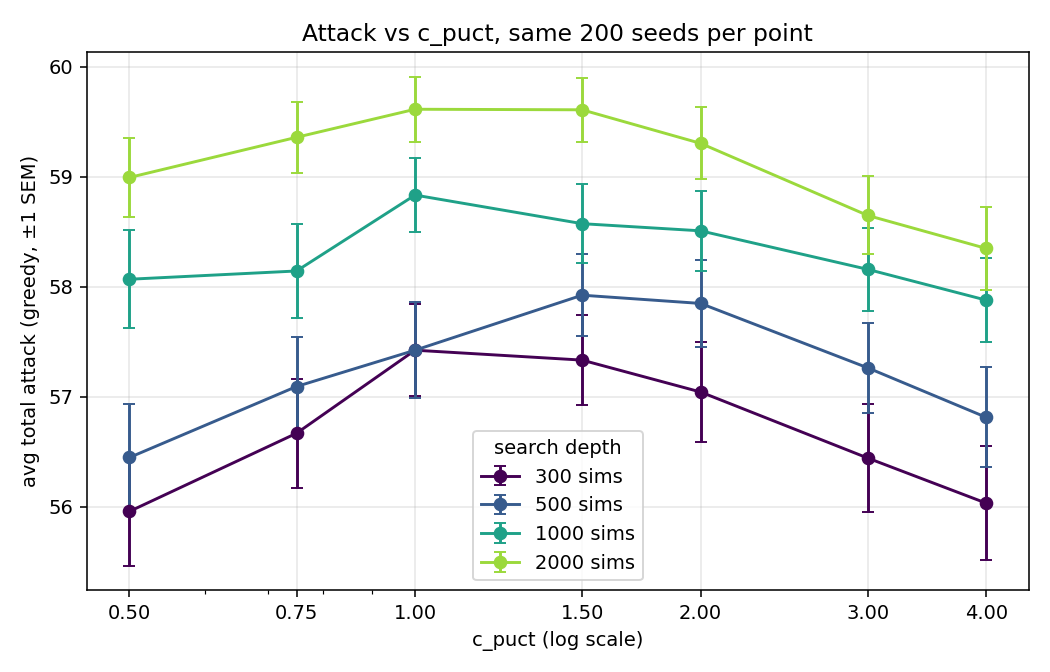 Attack vs c_puct, same 200 seeds per point
avg total attack (greedy, ±1 SEM)
60
59
58
57
56
search depth
300 sims
500 sims
1000 sims
2000 sims
0.50 0.75 1.00 1.50 2.00 3.00 4.00
c_puct (log scale)